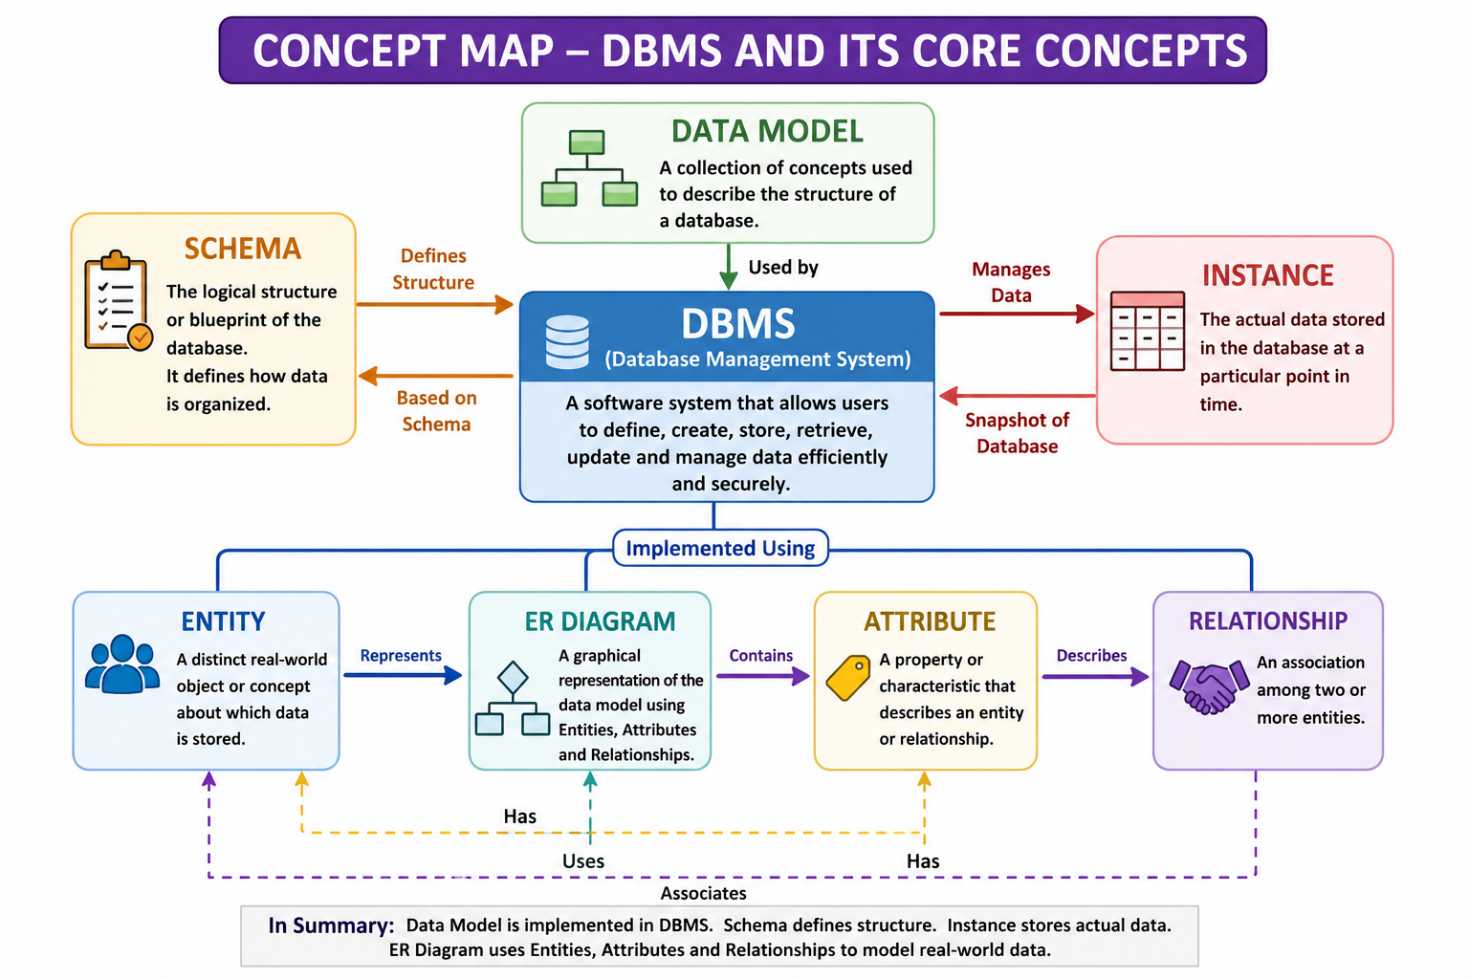 CONCEPT MAP – DBMS AND ITS CORE CONCEPTS
DATA MODEL
A collection of concepts used
to describe the structure of
a database.
Used by
SCHEMA
The logical structure
or blueprint of the
database.
It defines how data
is organized.
Defines
Structure
Based on
Schema
DBMS
(Database Management System)
A software system that allows users
to define, create, store, retrieve,
update and manage data efficiently
and securely.
Manages
Data
Snapshot of
Database
INSTANCE
The actual data stored
in the database at a
particular point in
time.
Implemented Using
ENTITY
A distinct real-world
object or concept
about which data
is stored.
Represents
ER DIAGRAM
A graphical
representation of the
data model using
Entities, Attributes
and Relationships.
Contains
ATTRIBUTE
A property or
characteristic that
describes an entity
or relationship.
Describes
RELATIONSHIP
An association
among two or
more entities.
Has
Uses
Has
Associates
In Summary: Data Model is implemented in DBMS. Schema defines structure. Instance stores actual data.
ER Diagram uses Entities, Attributes and Relationships to model real-world data.